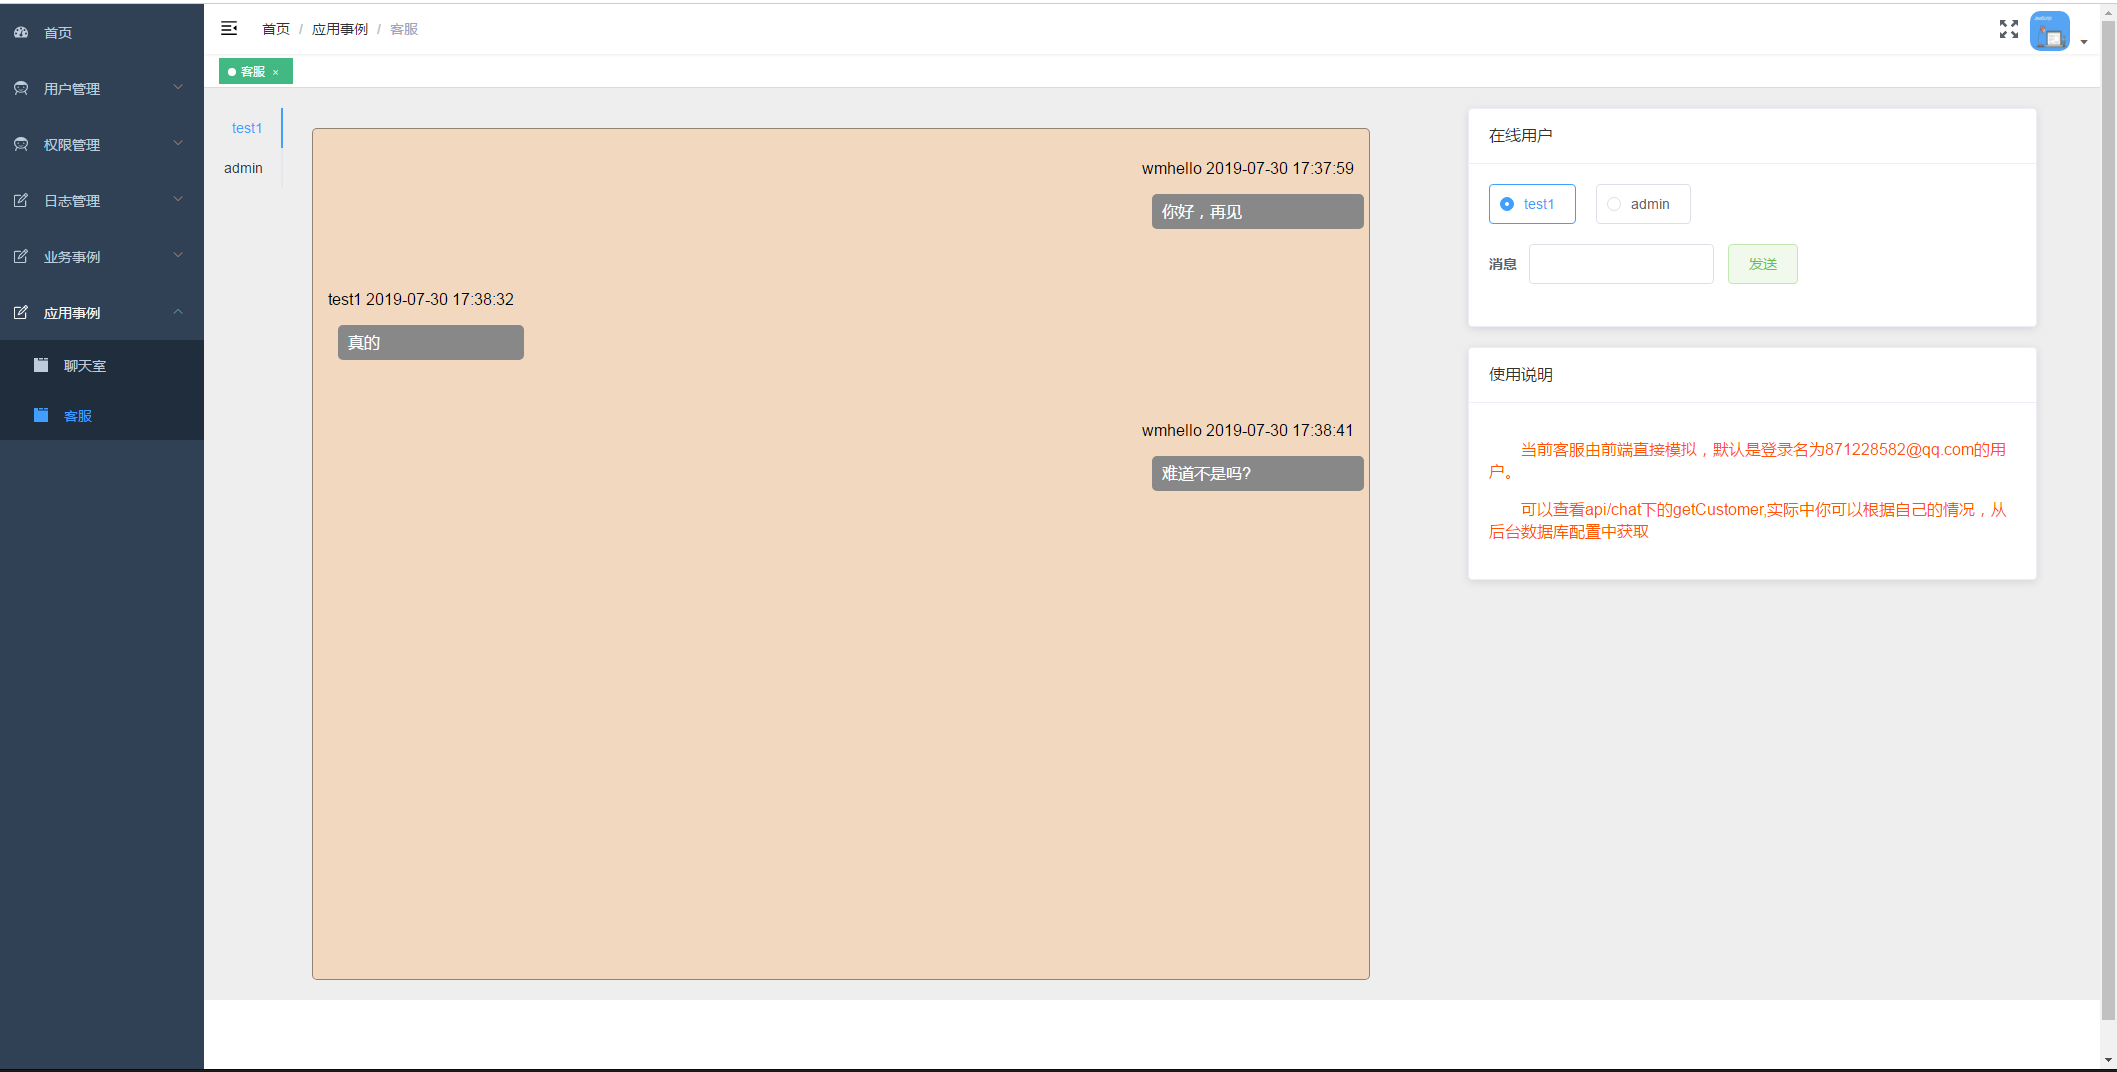 首页
用户管理
权限管理
日志管理
业务事例
应用事例
聊天室
客服
首页 / 应用事例 / 客服
客服 ×
test1
admin
wmhello 2019-07-30 17:37:59
你好，再见
test1 2019-07-30 17:38:32
真的
wmhello 2019-07-30 17:38:41
难道不是吗?
在线用户
test1 admin
消息 发送
使用说明
当前客服由前端直接模拟，默认是登录名为871228582@qq.com的用
户。
可以查看api/chat下的getCustomer,实际中你可以根据自己的情况，从
后台数据库配置中获取